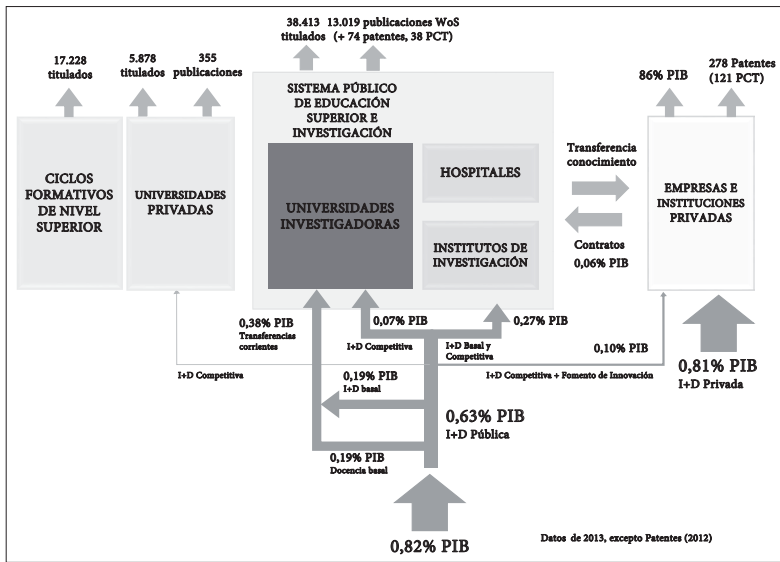 17.228
titulados
5.878
titulados
355
publicaciones
38.413
titulados
13.019 publicaciones WoS
(+ 74 patentes, 38 PCT)
86% PIB
278 Patentes
(121 PCT)
CICLOS
FORMATIVOS
DE NIVEL
SUPERIOR
UNIVERSIDADES
PRIVADAS
SISTEMA PÚBLICO
DE EDUCACIÓN
SUPERIOR E
INVESTIGACIÓN
UNIVERSIDADES
INVESTIGADORAS
HOSPITALES
INSTITUTOS DE
INVESTIGACIÓN
Transferencia
conocimiento
Contratos
0,06% PIB
EMPRESAS E
INSTITUCIONES
PRIVADAS
0,38% PIB
Transferencias
corrientes
0,07% PIB
I+D Competitiva
0,27% PIB
I+D Basal y
Competitiva
0,10% PIB
I+D Competitiva
I+D Competitiva + Fomento de Innovación
0,81% PIB
I+D Privada
0,19% PIB
I+D basal
0,63% PIB
I+D Pública
0,19% PIB
Docencia basal
0,82% PIB
Datos de 2013, excepto Patentes (2012)